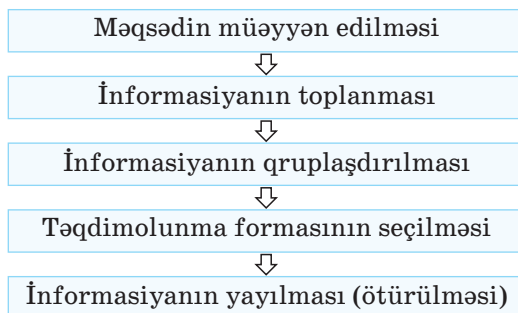 Məqsədin müəyyən edilməsi
İnformasiyanın toplanması
İnformasiyanın qruplaşdırılması
Təqdimolunma formasının seçilməsi
İnformasiyanın yayılması (ötürülməsi)